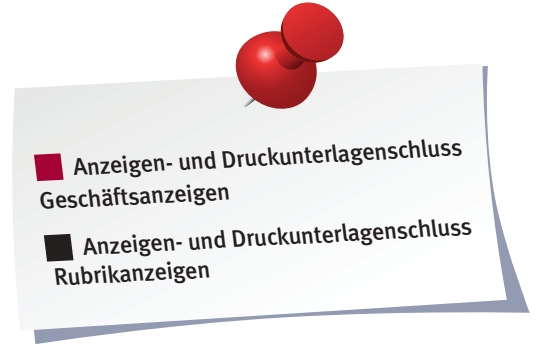 Anzeigen- und Druckunterlagenschluss
Geschäftsanzeigen
Anzeigen- und Druckunterlagenschluss
Rubrikanzeigen